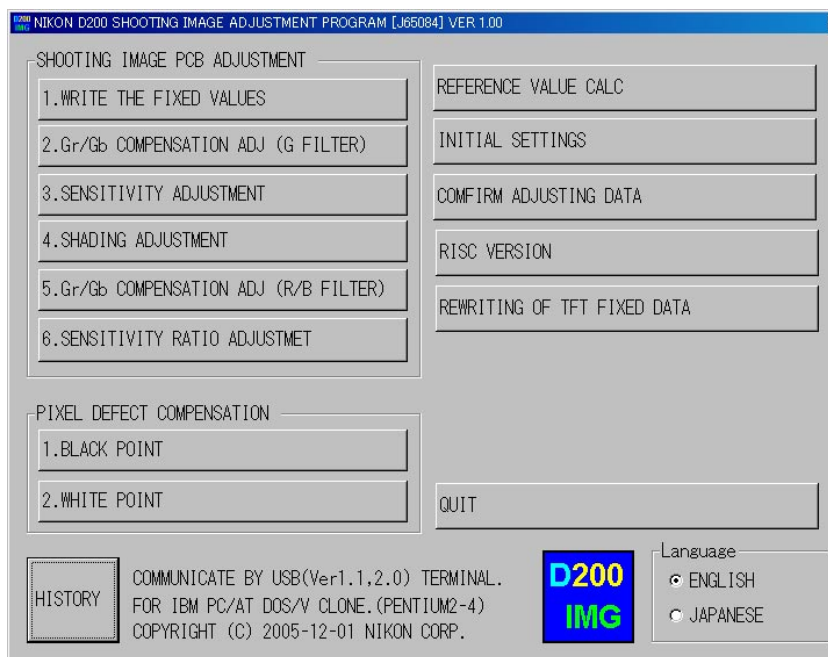 D200 IMG NIKON D200 SHOOTING IMAGE ADJUSTMENT PROGRAM [J65084] VER 1.00
SHOOTING IMAGE PCB ADJUSTMENT
1.WRITE THE FIXED VALUES
2.Gr/Gb COMPENSATION ADJ (G FILTER)
3.SENSITIVITY ADJUSTMENT
4.SHADING ADJUSTMENT
5.Gr/Gb COMPENSATION ADJ (R/B FILTER)
6.SENSITIVITY RATIO ADJUSTMET
REFERENCE VALUE CALC
INITIAL SETTINGS
COMFIRM ADJUSTING DATA
RISC VERSION
REWRITING OF TFT FIXED DATA
PIXEL DEFECT COMPENSATION
1.BLACK POINT
2.WHITE POINT
QUIT
HISTORY
COMMUNICATE BY USB(Ver1.1,2.0) TERMINAL.
FOR IBM PC/AT DOS/V CLONE.(PENTIUM2-4)
COPYRIGHT (C) 2005-12-01 NIKON CORP.
D200
IMG
Language
ENGLISH
JAPANESE